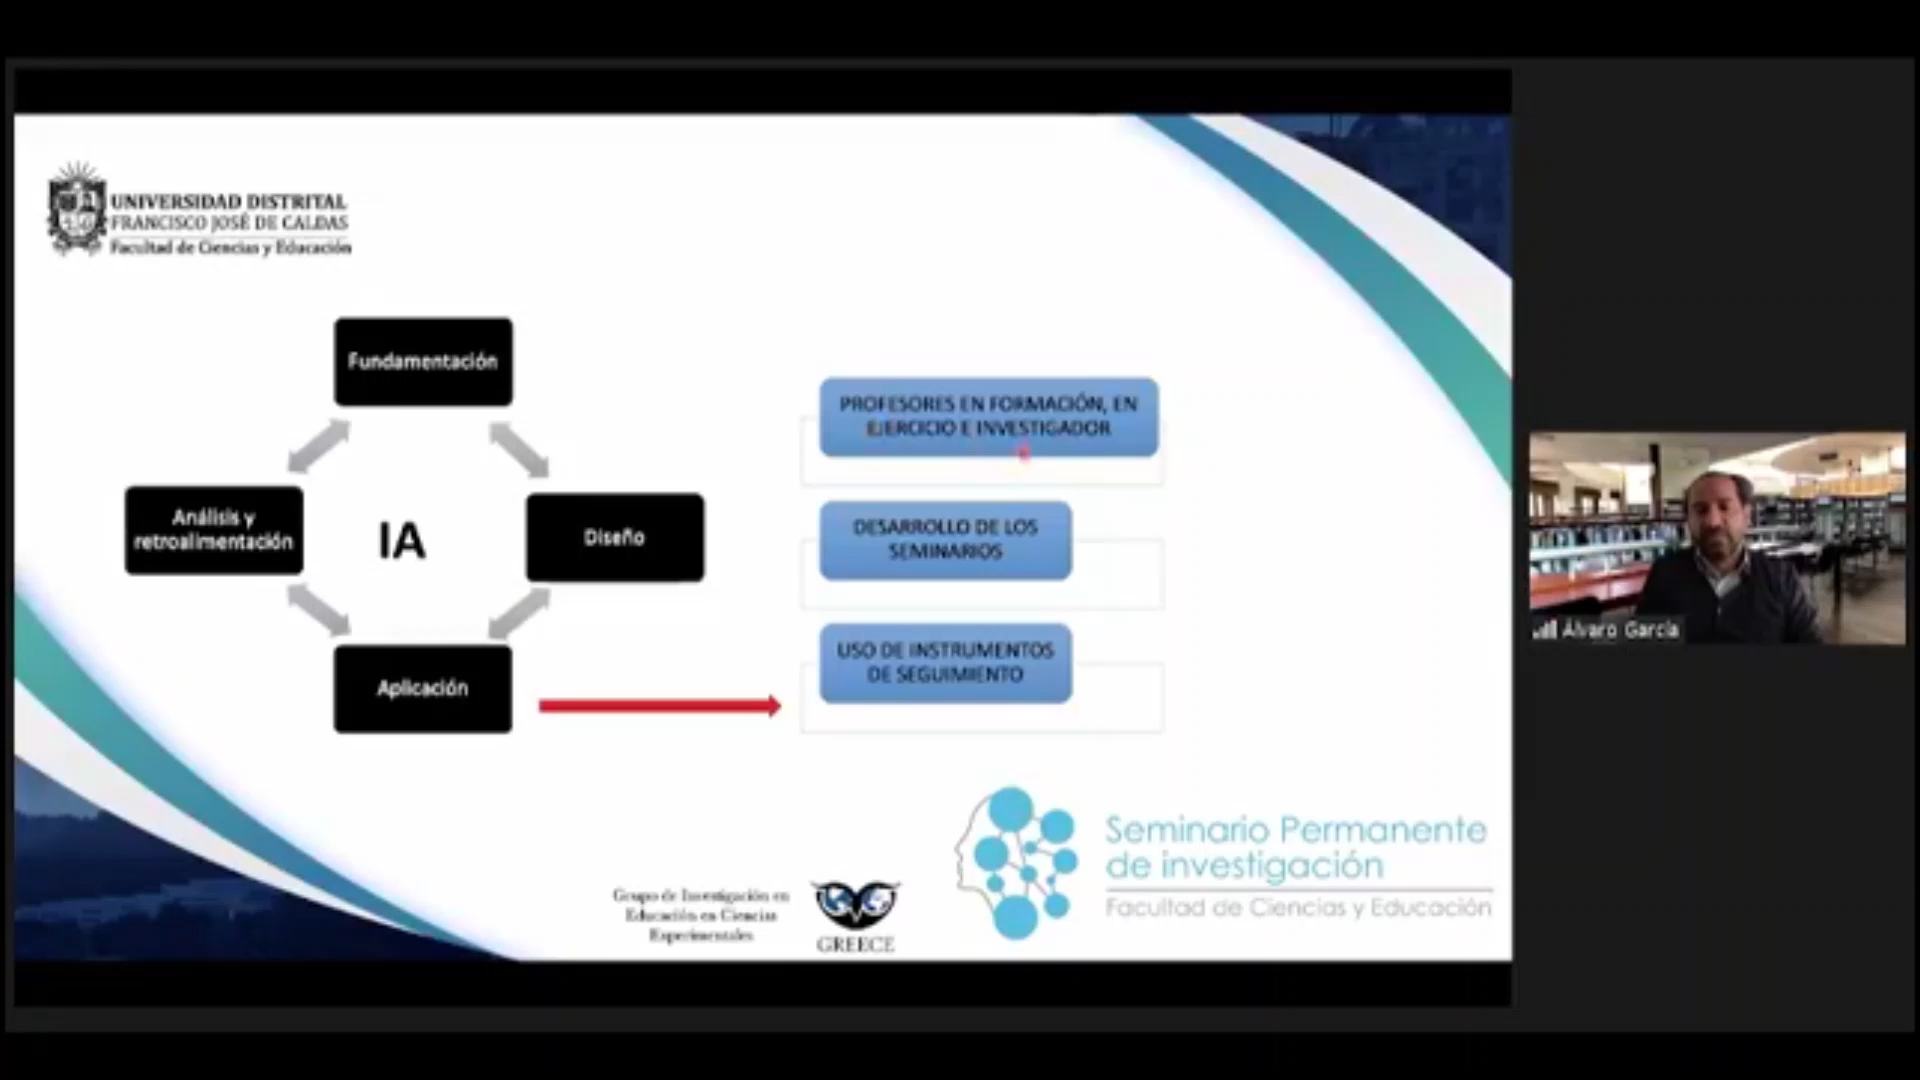 UNIVERSIDAD DISTRITAL
FRANCISCO JOSÉ DE CALDAS
Facultad de Ciencias y Educación
Fundamentación
Análisis y
retroalimentación
IA
Diseño
Aplicación
PROFESORES EN FORMACIÓN, EN
EJERCICIO E INVESTIGADOR
DESARROLLO DE LOS
SEMINARIOS
USO DE INSTRUMENTOS
DE SEGUIMIENTO
Grupo de Investigación en
Educación en Ciencias
Experimentales
GREECE
Seminario Permanente
de investigación
Facultad de Ciencias y Educación
Álvaro García